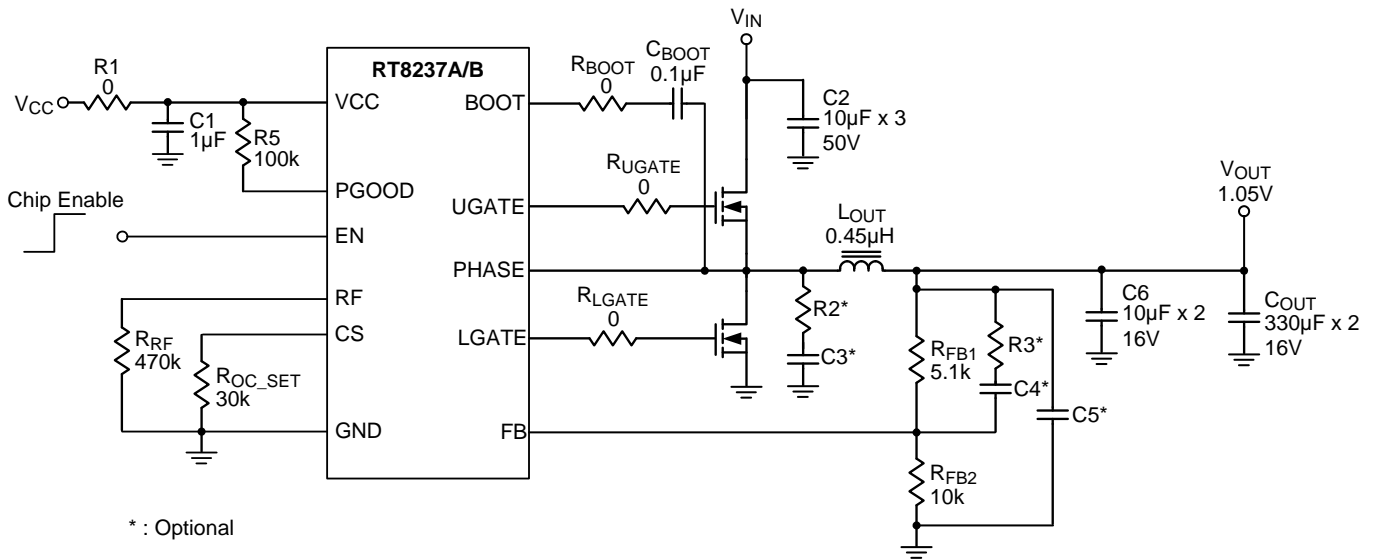 RT8237A/B
VCC
R1
0
C1
1µF
R5
100k
VCC
PGOOD
Chip Enable
EN
RF
CS
RRF
470k
ROC_SET
30k
GND
BOOT
RBOOT
0
CBOOT
0.1µF
VIN
C2
10µF x 3
50V
UGATE
RUGATE
0
PHASE
LOUT
0.45µH
VOUT
1.05V
LGATE
RLGATE
0
R2*
C3*
RFB1
5.1k
R3*
C4*
C5*
C6
10µF x 2
16V
COUT
330µF x 2
16V
FB
RFB2
10k
* : Optional